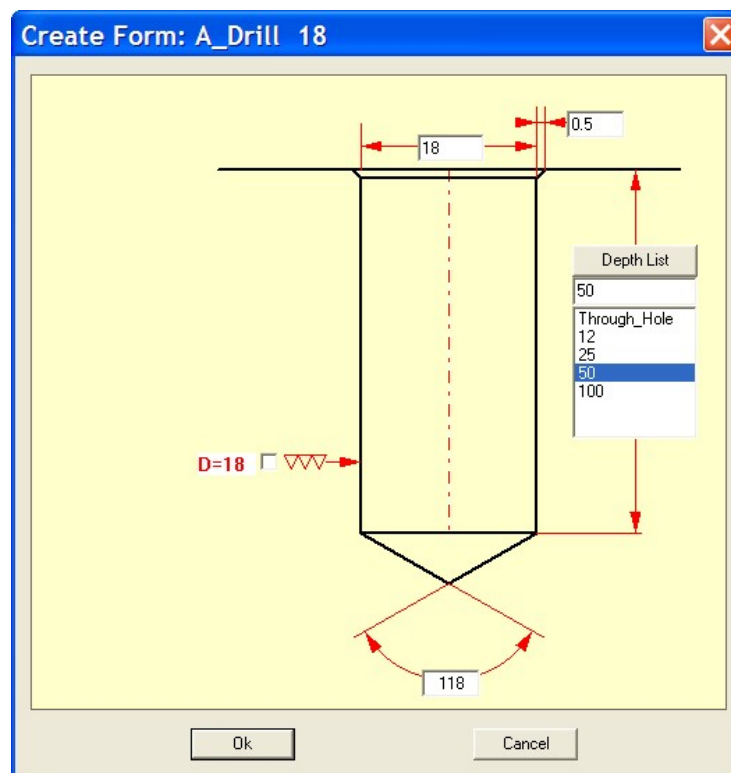 Create Form: A_Drill 18
0.5
18
Depth List
50
Through_Hole
12
25
50
100
D=18
118
Ok
Cancel